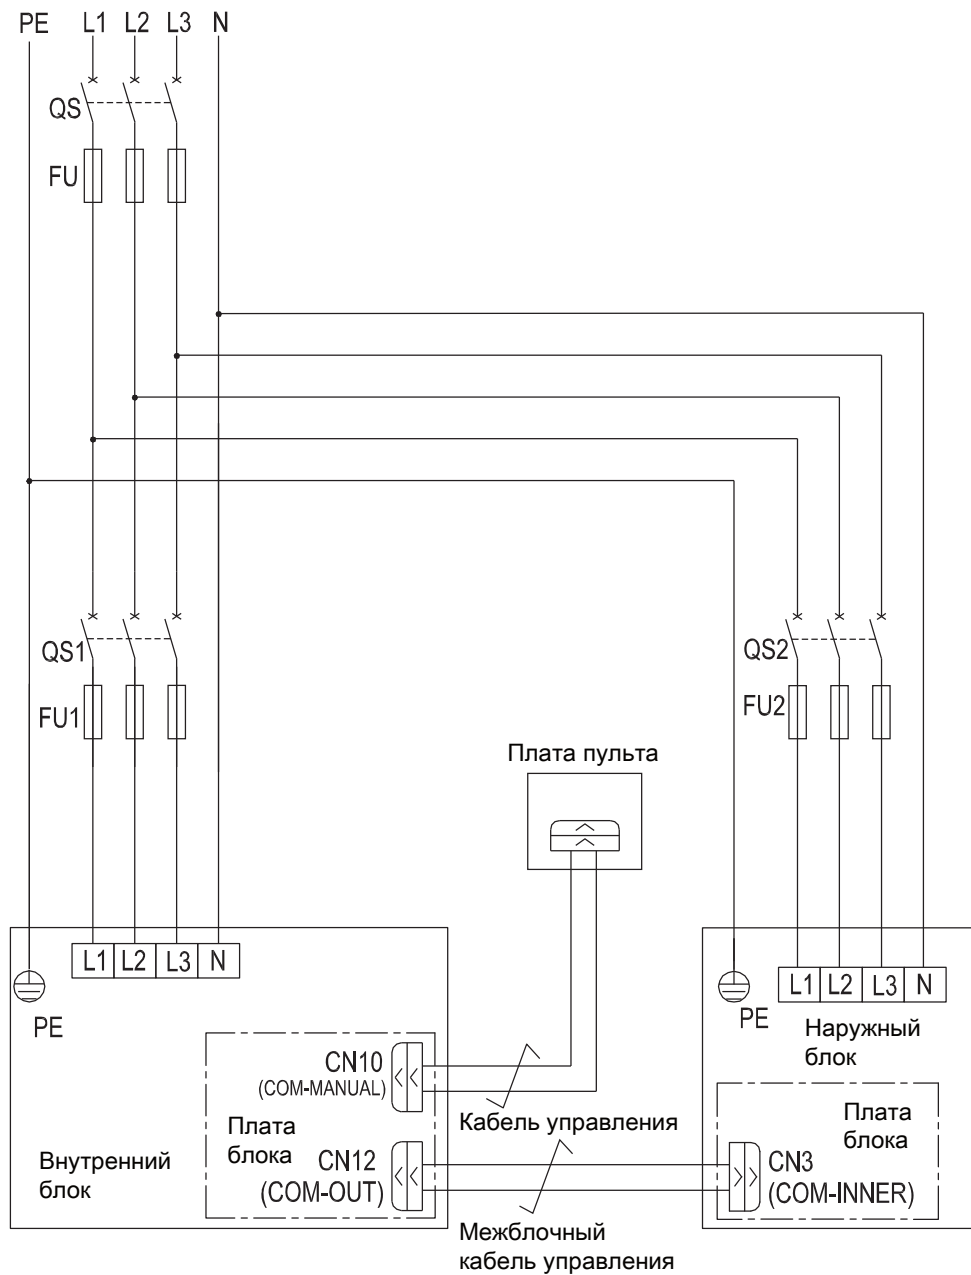 PE L1 L2 L3 N
QS
FU
QS1
FU1
QS2
FU2
Плата пульта
L1 L2 L3 N
PE
L1 L2 L3 N
PE
Наружный
блок
CN10
(COM-MANUAL)
Кабель управления
Плата
блока
CN12
(COM-OUT)
Внутренний
блок
Плата
блока
CN3
(COM-INNER)
Межблочный
кабель управления